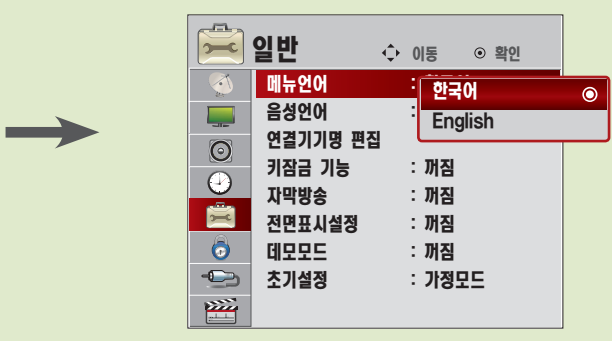 일반 이동 확인
메뉴언어 :
한국어
English
음성언어 :
연결기기명 편집
키잠금 기능 : 꺼짐
자막방송 : 꺼짐
전면표시설정 : 꺼짐
데모모드 : 꺼짐
초기설정 : 가정모드